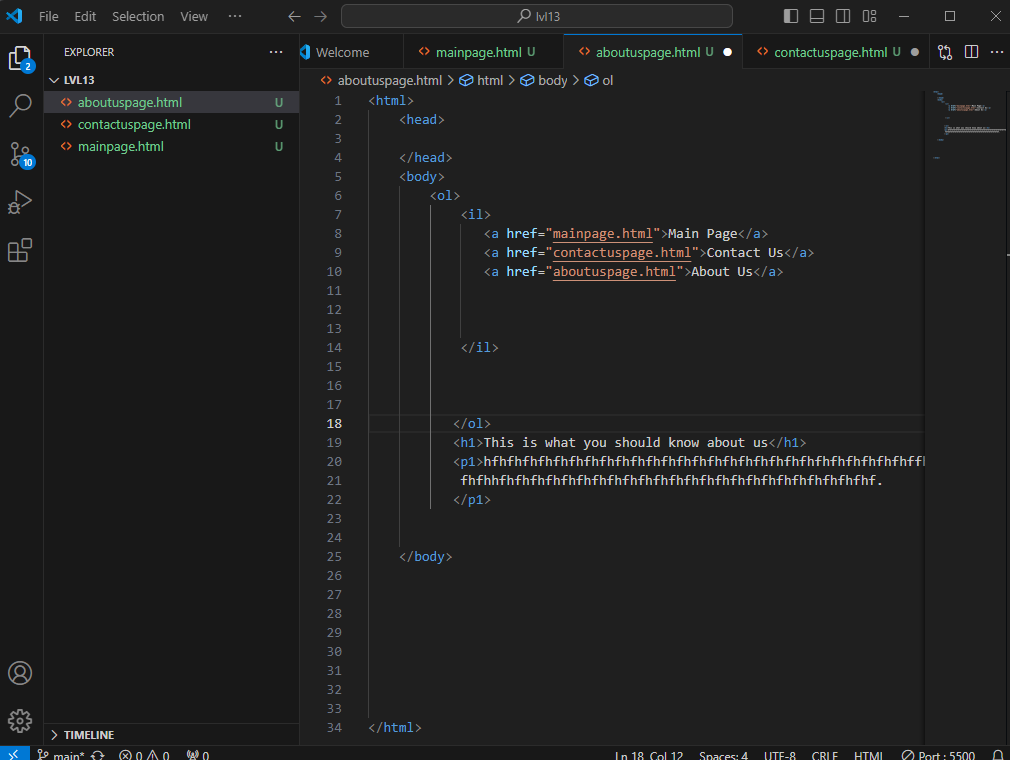 File Edit Selection View ··· lvl13
EXPLORER ···
Welcome mainpage.html U aboutuspage.html U contactuspage.html U ···
LVL13
aboutuspage.html > html > body > ol
aboutuspage.html U
contactuspage.html U
mainpage.html U
2
10
1 <html>
2 <head>
3
4 </head>
5 <body>
6 <ol>
7 <il>
8 <a href="mainpage.html">Main Page</a>
9 <a href="contactuspage.html">Contact Us</a>
10 <a href="aboutuspage.html">About Us</a>
11
12
13
14 </il>
15
16
17
18 </ol>
19 <h1>This is what you should know about us</h1>
20 <p1>
21
22 </p1>
23
24
25 </body>
26
27
28
29
30
31
32
33
34 </html>
TIMELINE
main* 0 0 0 Ln 18, Col 12 Spaces: 4 UTF-8 CRLF HTML Port : 5500